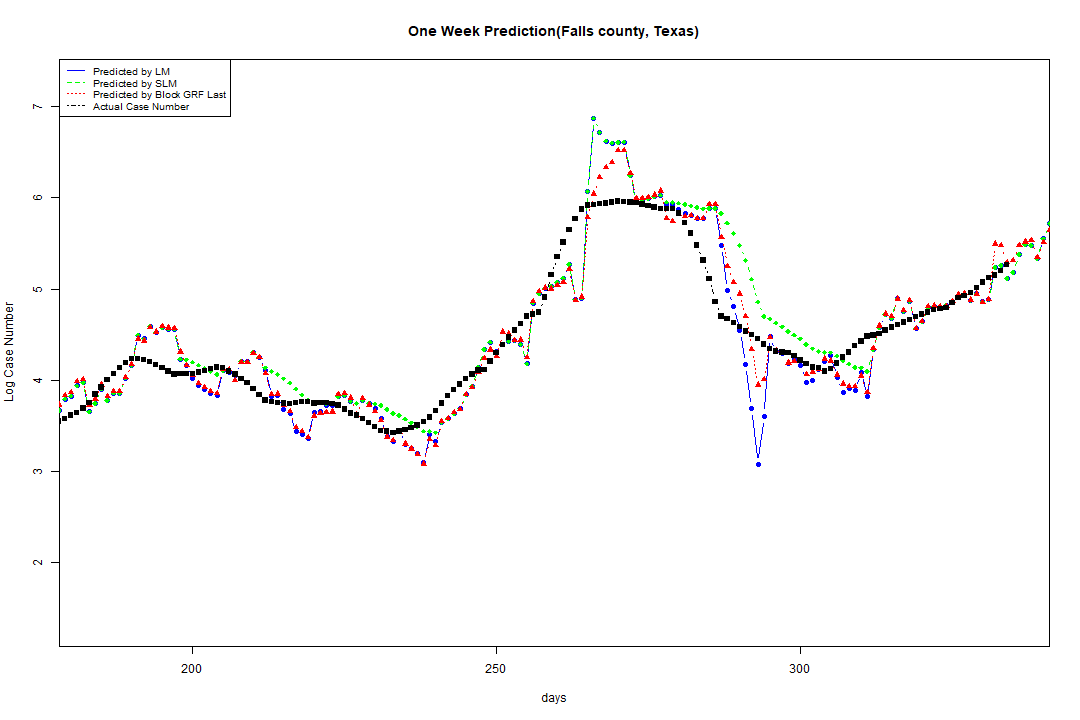 One Week Prediction(Falls county, Texas)
Predicted by LM
Predicted by SLM
Predicted by Block GRF Last
Actual Case Number
7
6
5
4
3
2
Log Case Number
200
250
300
days